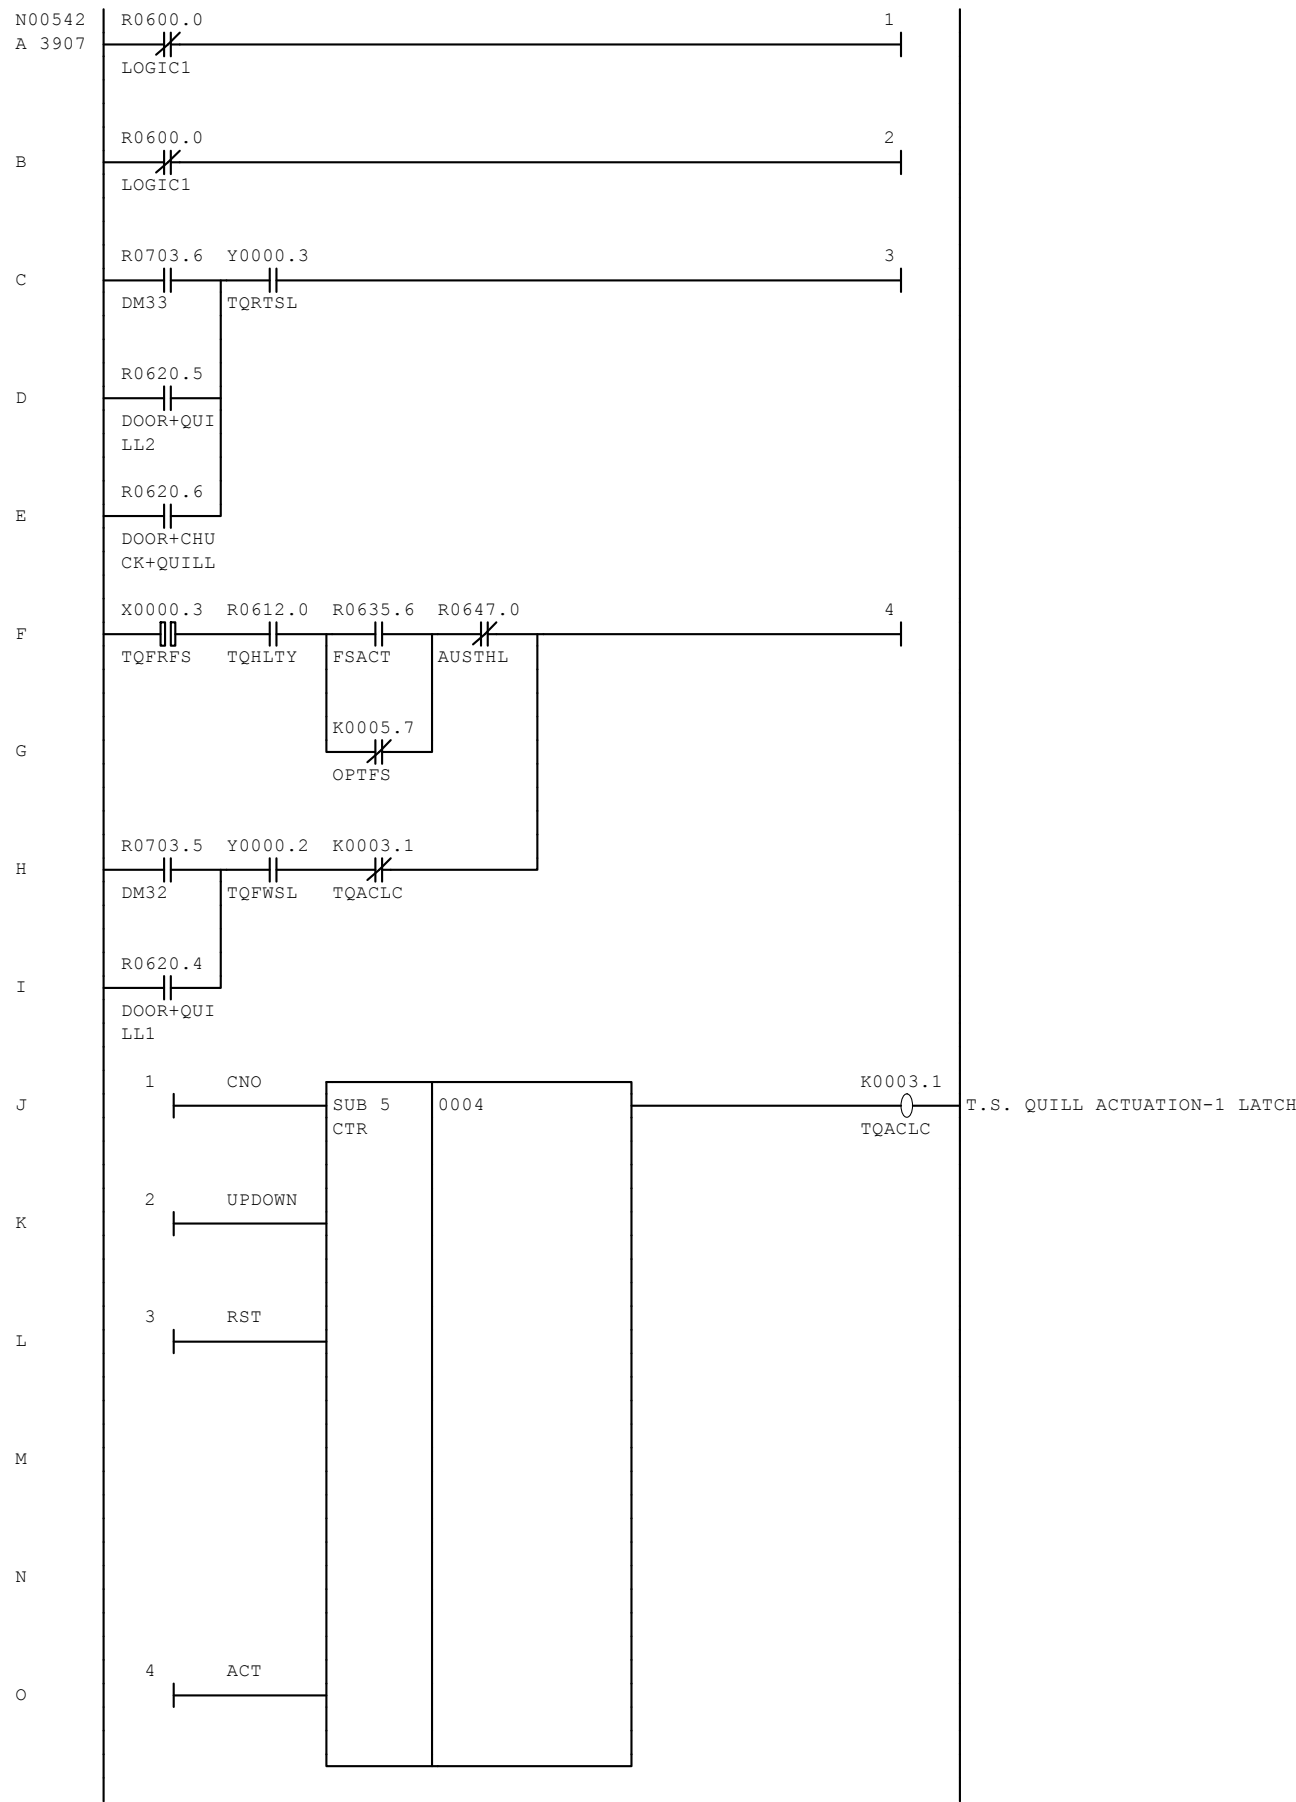 N00542 R0600.0 1
A 3907
LOGIC1
R0600.0 2
B
LOGIC1
R0703.6 Y0000.3 3
C
DM33 TQRTSL
R0620.5
D
DOOR+QUI
LL2
R0620.6
E
DOOR+CHU
CK+QUILL
X0000.3 R0612.0 R0635.6 R0647.0 4
F
TQFRFS TQHLTY FSACT AUSTHL
K0005.7
G
OPTFS
R0703.5 Y0000.2 K0003.1
H
DM32 TQFWSL TQACLC
R0620.4
I
DOOR+QUI
LL1
1 CNO K0003.1
J SUB 5 0004 T.S. QUILL ACTUATION-1 LATCH
CTR TQACLC
2 UPDOWN
K
3 RST
L
M
N
4 ACT
O